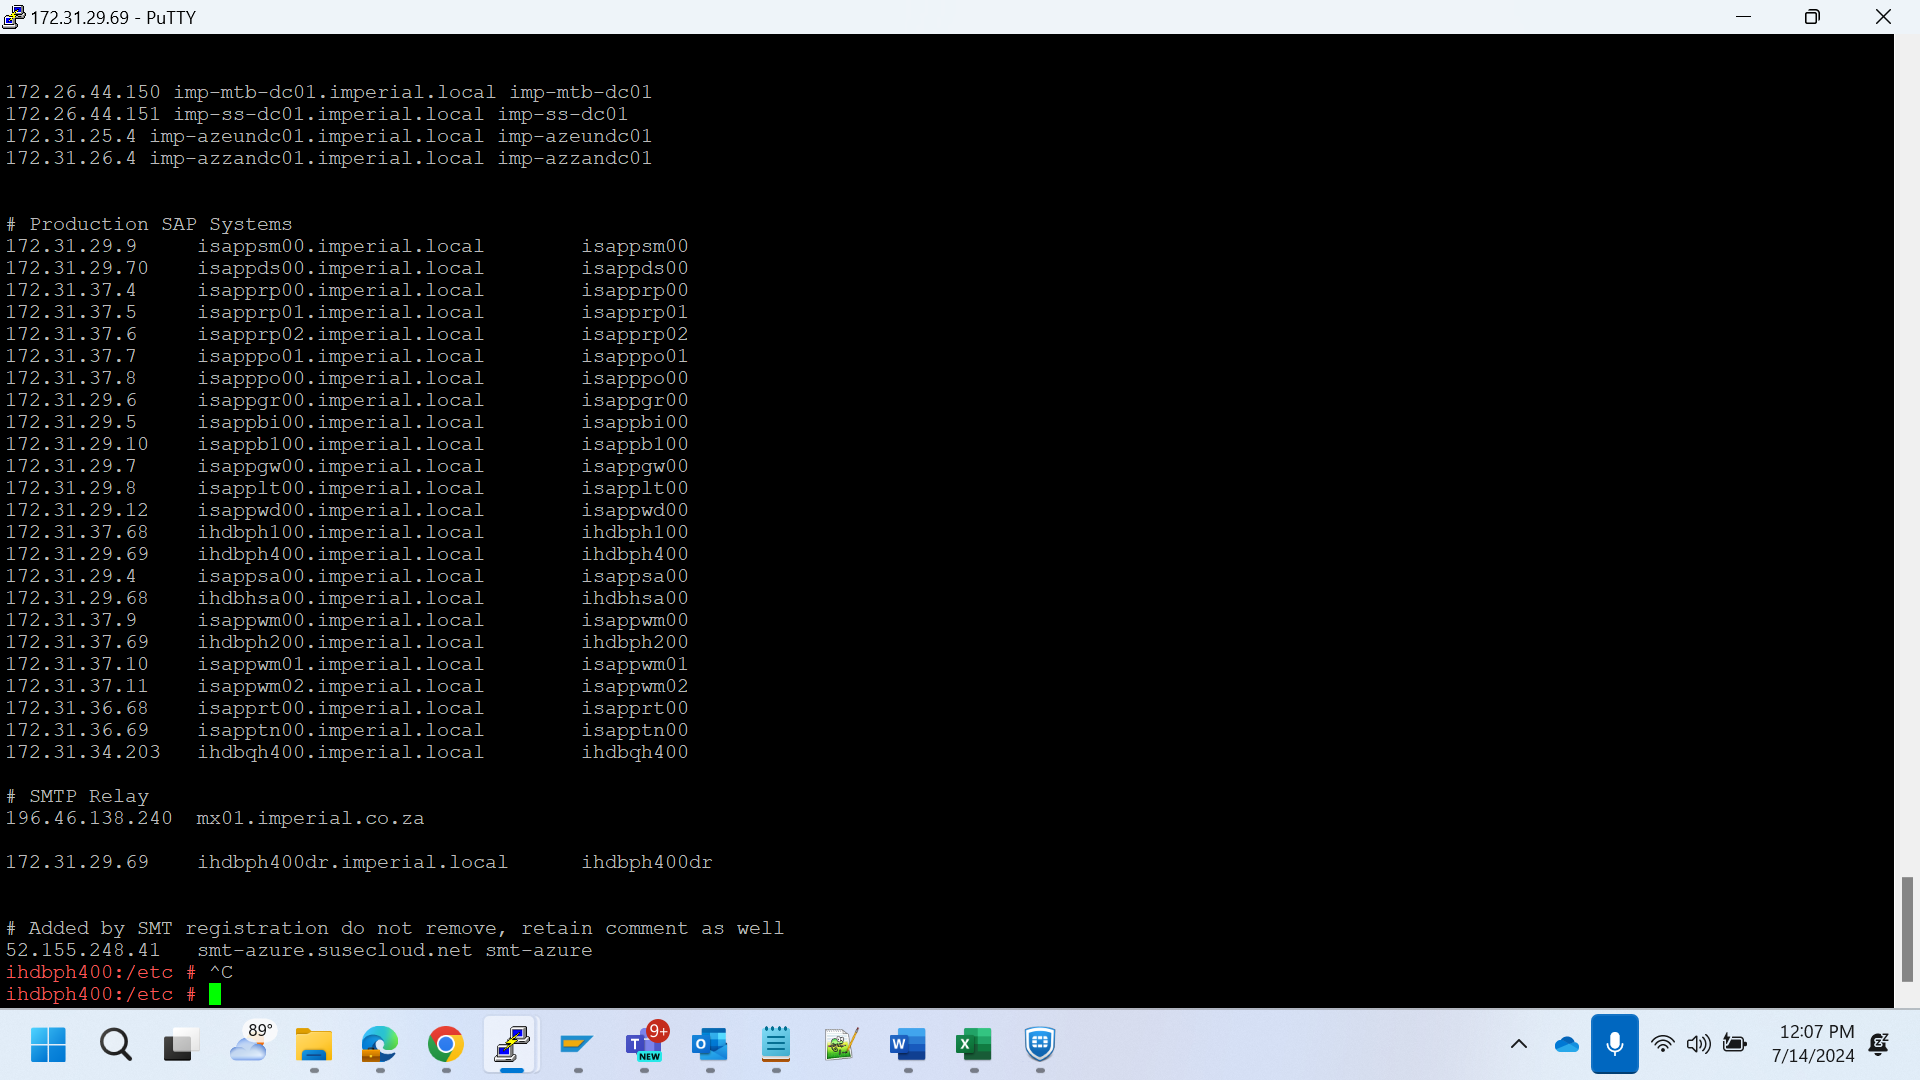 172.31.29.69 - PuTTY
172.26.44.150 imp-mtb-dc01.imperial.local imp-mtb-dc01
172.26.44.151 imp-ss-dc01.imperial.local imp-ss-dc01
172.31.25.4 imp-azeundc01.imperial.local imp-azeundc01
172.31.26.4 imp-azzandc01.imperial.local imp-azzandc01
# Production SAP Systems
172.31.29.9 isappsm00.imperial.local isappsm00
172.31.29.70 isappds00.imperial.local isappds00
172.31.37.4 isapprp00.imperial.local isapprp00
172.31.37.5 isapprp01.imperial.local isapprp01
172.31.37.6 isapprp02.imperial.local isapprp02
172.31.37.7 isapppo01.imperial.local isapppo01
172.31.37.8 isapppo00.imperial.local isapppo00
172.31.29.6 isappgr00.imperial.local isappgr00
172.31.29.5 isappbi00.imperial.local isappbi00
172.31.29.10 isappb100.imperial.local isappb100
172.31.29.7 isappgw00.imperial.local isappgw00
172.31.29.8 isapplt00.imperial.local isapplt00
172.31.29.12 isappwd00.imperial.local isappwd00
172.31.37.68 ihdbph100.imperial.local ihdbph100
172.31.29.69 ihdbph400.imperial.local ihdbph400
172.31.29.4 isappsa00.imperial.local isappsa00
172.31.29.68 ihdbhsa00.imperial.local ihdbhsa00
172.31.37.9 isappwm00.imperial.local isappwm00
172.31.37.69 ihdbph200.imperial.local ihdbph200
172.31.37.10 isappwm01.imperial.local isappwm01
172.31.37.11 isappwm02.imperial.local isappwm02
172.31.36.68 isapprt00.imperial.local isapprt00
172.31.36.69 isapptn00.imperial.local isapptn00
172.31.34.203 ihdbqh400.imperial.local ihdbqh400
# SMTP Relay
196.46.138.240 mx01.imperial.co.za
172.31.29.69 ihdbph400dr.imperial.local ihdbph400dr
# Added by SMT registration do not remove, retain comment as well
52.155.248.41 smt-azure.susecloud.net smt-azure
ihdbph400:/etc # ^C
ihdbph400:/etc #
89°
9+
NEW
12:07 PM
7/14/2024